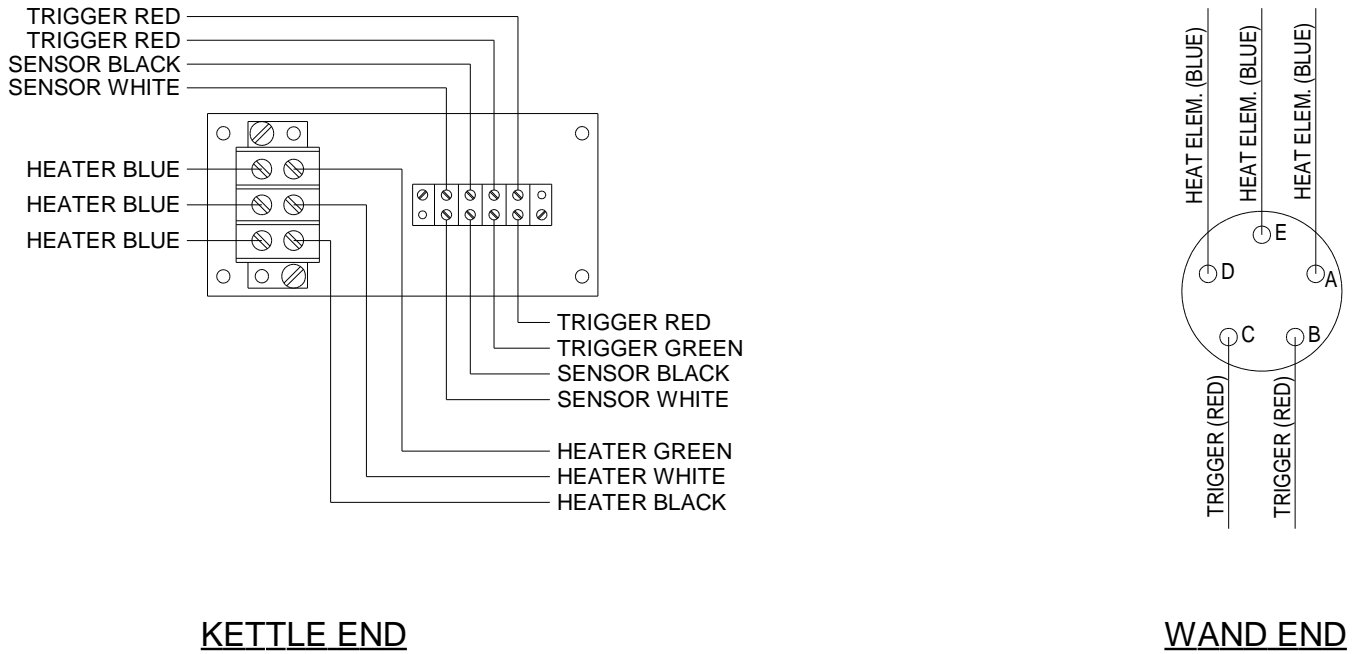 TRIGGER RED
TRIGGER RED
SENSOR BLACK
SENSOR WHITE
HEATER BLUE
HEATER BLUE
HEATER BLUE
TRIGGER RED
TRIGGER GREEN
SENSOR BLACK
SENSOR WHITE
HEATER GREEN
HEATER WHITE
HEATER BLACK
KETTLE END
HEAT ELEM. (BLUE)
HEAT ELEM. (BLUE)
HEAT ELEM. (BLUE)
E
D
A
C
B
TRIGGER (RED)
TRIGGER (RED)
WAND END